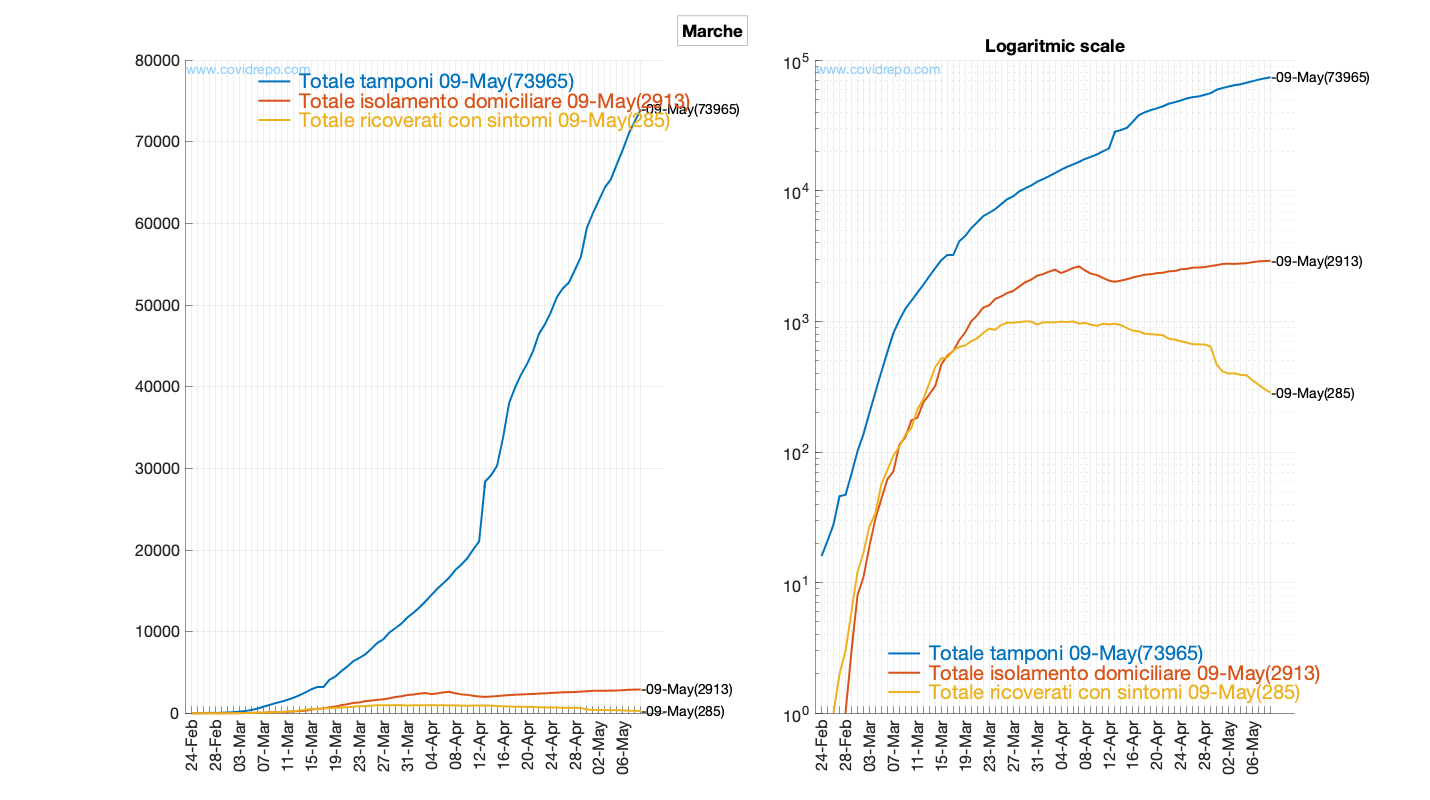 Marche
www.covidrepo.com
Totale tamponi 09-May(73965)
Totale isolamento domiciliare 09-May(2913)
Totale ricoverati con sintomi 09-May(285)
-09-May(73965)
-09-May(2913)
-09-May(285)
80000
70000
60000
50000
40000
30000
20000
10000
0
24-Feb
28-Feb
03-Mar
07-Mar
11-Mar
15-Mar
19-Mar
23-Mar
27-Mar
31-Mar
04-Apr
08-Apr
12-Apr
16-Apr
20-Apr
24-Apr
28-Apr
02-May
06-May
Logaritmic scale
www.covidrepo.com
-09-May(73965)
-09-May(2913)
-09-May(285)
10^5
10^4
10^3
10^2
10^1
10^0
Totale tamponi 09-May(73965)
Totale isolamento domiciliare 09-May(2913)
Totale ricoverati con sintomi 09-May(285)
24-Feb
28-Feb
03-Mar
07-Mar
11-Mar
15-Mar
19-Mar
23-Mar
27-Mar
31-Mar
04-Apr
08-Apr
12-Apr
16-Apr
20-Apr
24-Apr
28-Apr
02-May
06-May